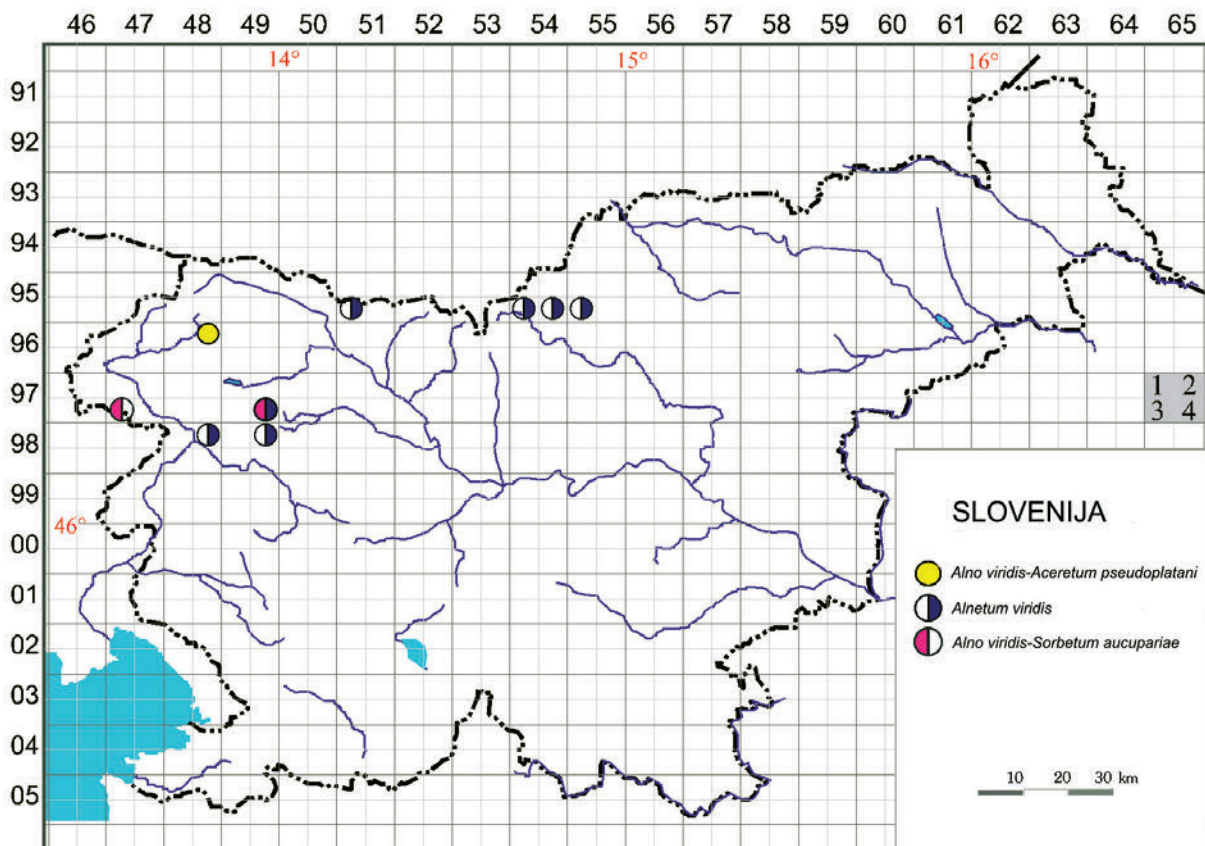 46 47 48 49 50 51 52 53 54 55 56 57 58 59 60 61 62 63 64 65
14° 15° 16°
91
92
93
94
95
96
97
1 2
3 4
98
99
SLOVENIJA
46°
00
Alno viridis-Aceretum pseudoplatani
01
Alnetum viridis
02
Alno viridis-Sorbetum aucupariae
03
04
05
10 20 30 km